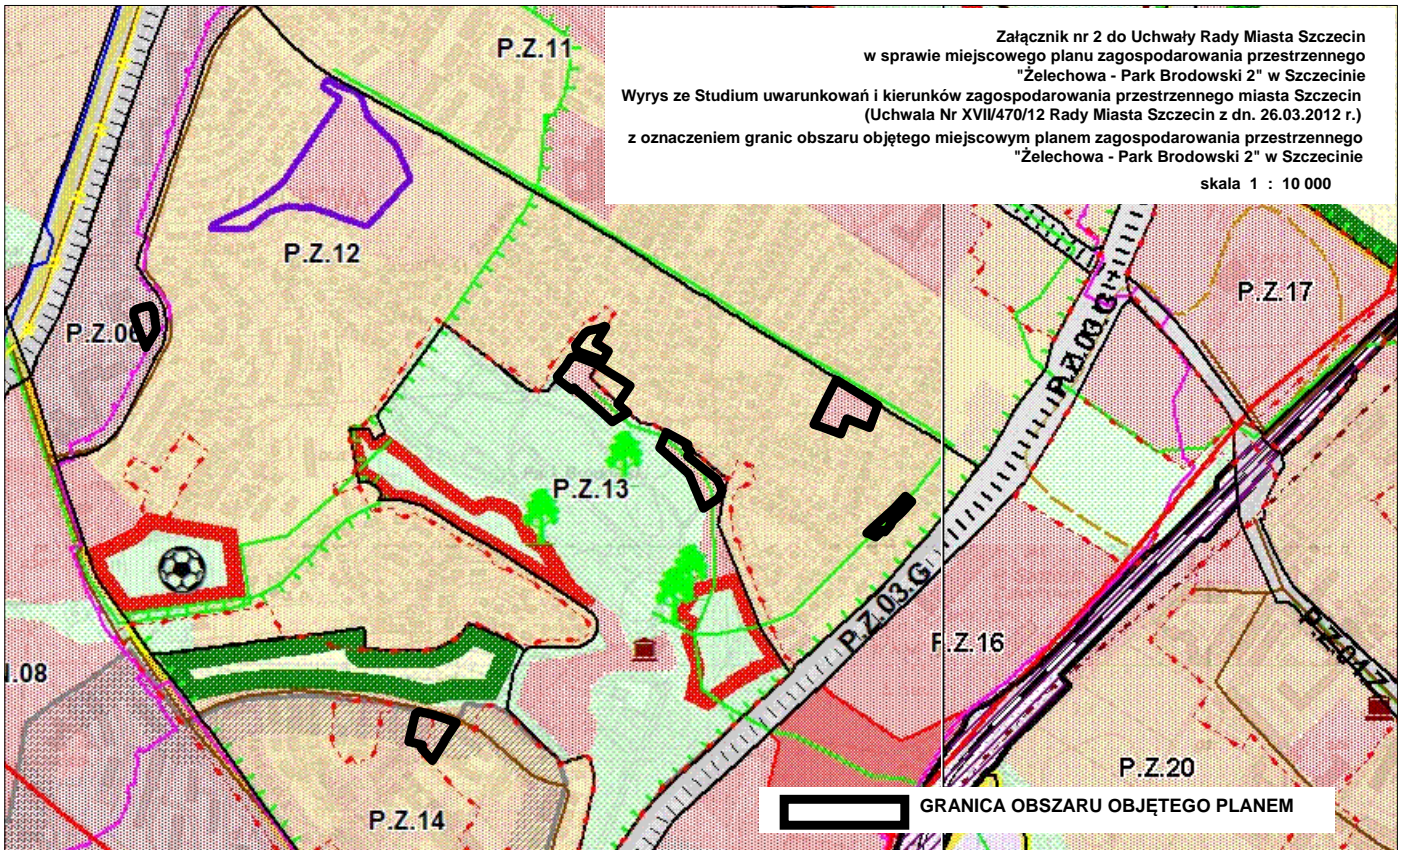 Załącznik nr 2 do Uchwały Rady Miasta Szczecin
w sprawie miejscowego planu zagospodarowania przestrzennego
"Żelechowa - Park Brodowski 2" w Szczecinie
Wyrys ze Studium uwarunkowań i kierunków zagospodarowania przestrzennego miasta Szczecin
(Uchwala Nr XVII/470/12 Rady Miasta Szczecin z dn. 26.03.2012 r.)
z oznaczeniem granic obszaru objętego miejscowym planem zagospodarowania przestrzennego
"Żelechowa - Park Brodowski 2" w Szczecinie
skala 1 : 10 000
P.Z.11
P.Z.12
P.Z.17
P.Z.06
P.Z.03.G
P.Z.13
P.Z.03.G
P.Z.16
P.Z.04.Z
.08
P.Z.20
P.Z.14
GRANICA OBSZARU OBJĘTEGO PLANEM